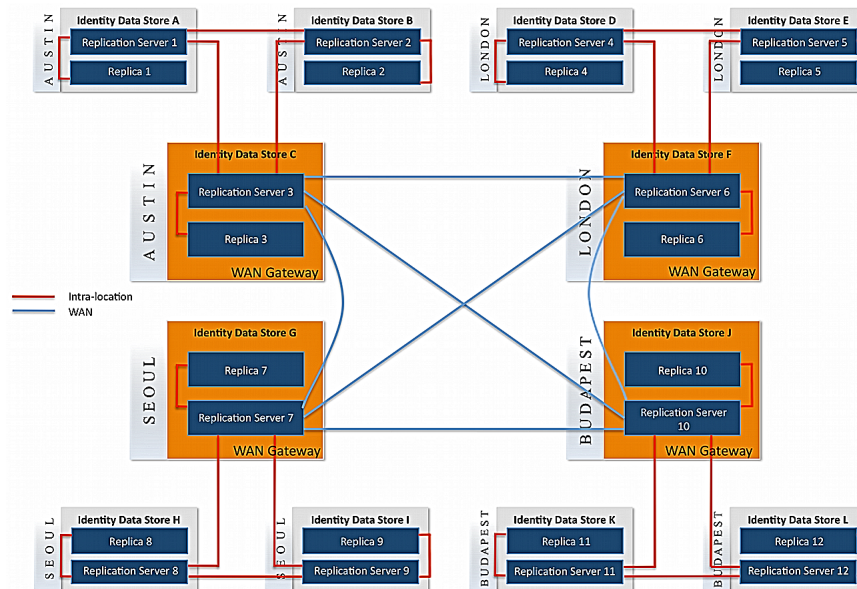 Identity Data Store A
AUSTIN
Replication Server 1
Replica 1
Identity Data Store B
AUSTIN
Replication Server 2
Replica 2
Identity Data Store D
LONDON
Replication Server 4
Replica 4
Identity Data Store E
LONDON
Replication Server 5
Replica 5
Identity Data Store C
AUSTIN
Replication Server 3
Replica 3
WAN Gateway
Identity Data Store F
LONDON
Replication Server 6
Replica 6
WAN Gateway
Intra-location
WAN
Identity Data Store G
SEOUL
Replica 7
Replication Server 7
WAN Gateway
Identity Data Store J
BUDAPEST
Replica 10
Replication Server
10
WAN Gateway
Identity Data Store H
SEOUL
Replica 8
Replication Server 8
Identity Data Store I
SEOUL
Replica 9
Replication Server 9
Identity Data Store K
BUDAPEST
Replica 11
Replication Server 11
Identity Data Store L
BUDAPEST
Replica 12
Replication Server 12